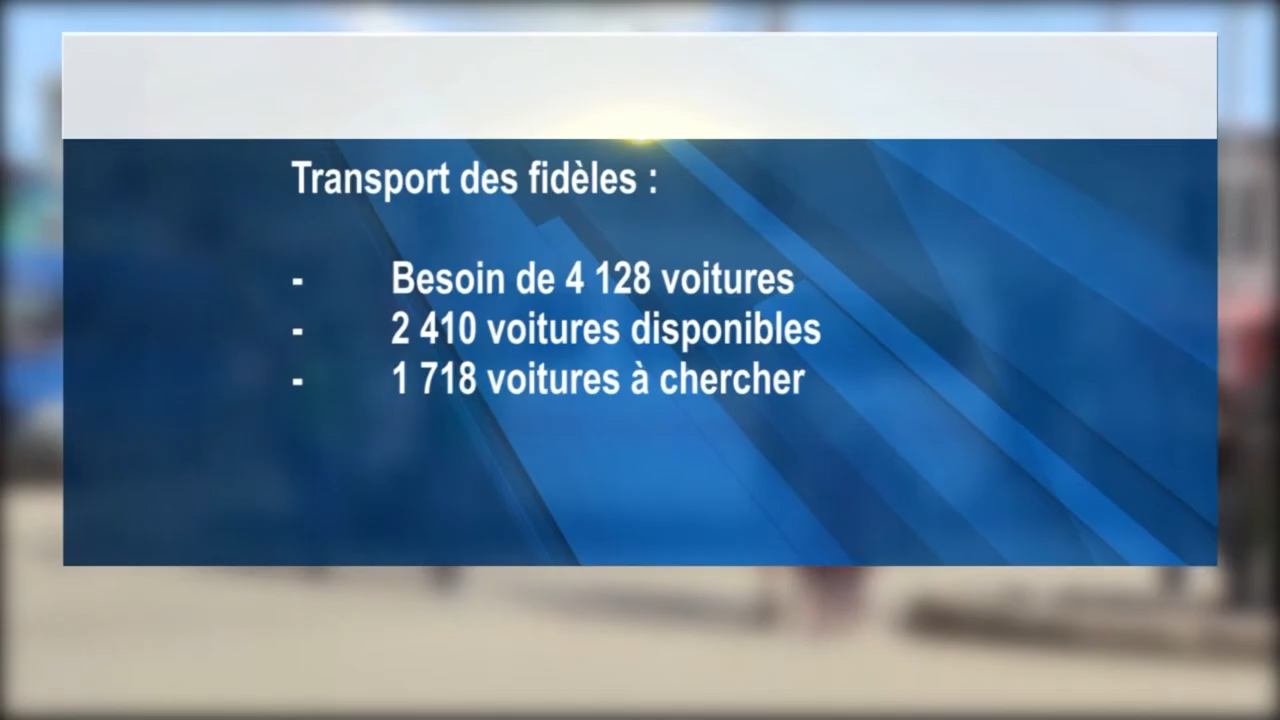 Transport des fidèles :
- Besoin de 4 128 voitures
- 2 410 voitures disponibles
- 1 718 voitures à chercher